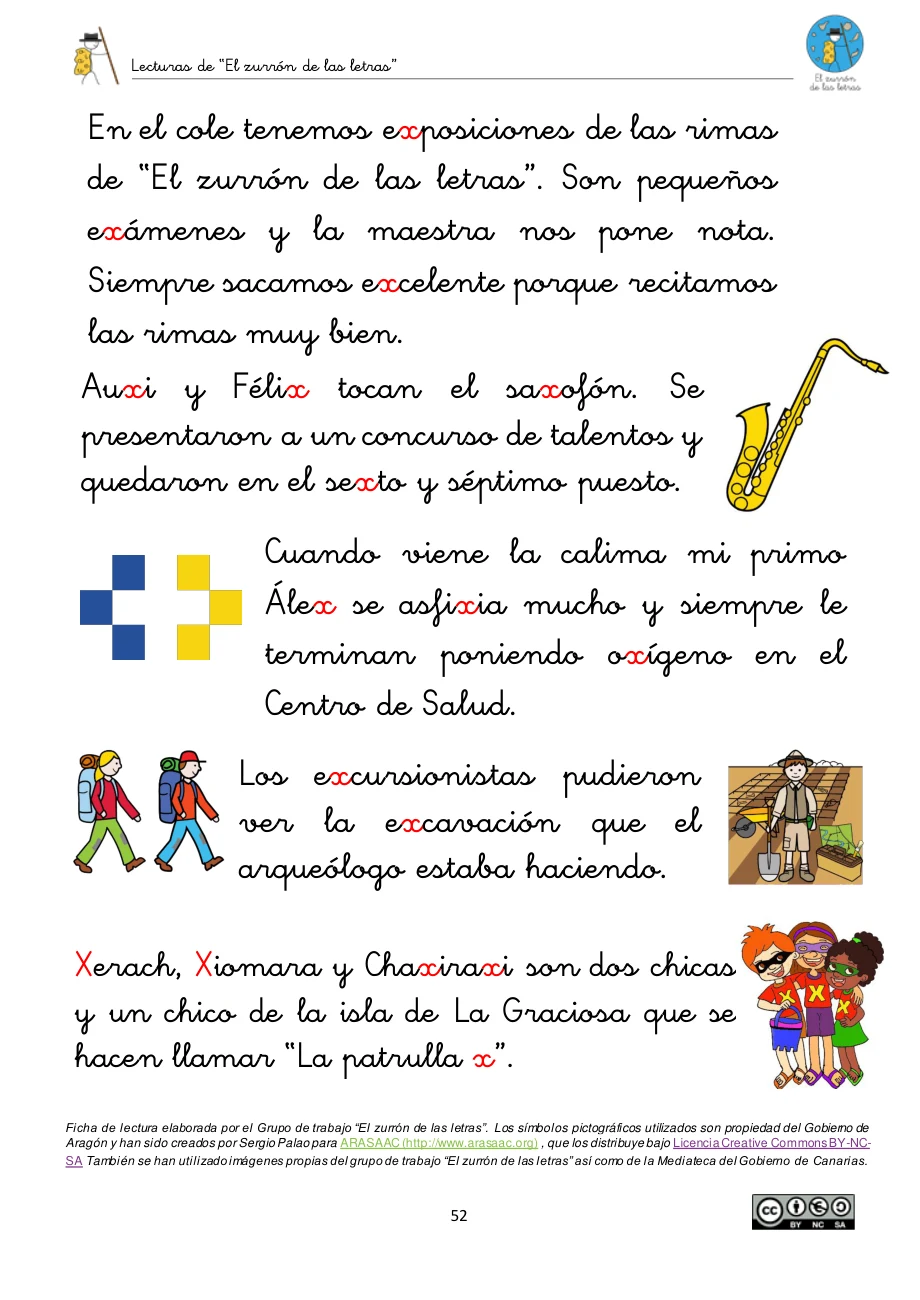 Lecturas de “El zurrón de las letras”
El zurrón
de las letras
En el cole tenemos exposiciones de las rimas
de “El zurrón de las letras”. Son pequeños
exámenes y la maestra nos pone nota.
Siempre sacamos excelente porque recitamos
las rimas muy bien.
Auxi y Félix tocan el saxofón. Se
presentaron a un concurso de talentos y
quedaron en el sexto y séptimo puesto.
Cuando viene la calima mi primo
Álex se asfixia mucho y siempre le
terminan poniendo oxígeno en el
Centro de Salud.
Los excursionistas pudieron
ver la excavación que el
arqueólogo estaba haciendo.
Xerach, Xiomara y Chaxiraxi son dos chicas
y un chico de la isla de La Graciosa que se
hacen llamar “La patrulla x”.
X X X
Ficha de lectura elaborada por el Grupo de trabajo “El zurrón de las letras”. Los símbolos pictográficos utilizados son propiedad del Gobierno de
Aragón y han sido creados por Sergio Palao para ARASAAC (http://www.arasaac.org) , que los distribuye bajo Licencia Creative Commons BY-NC-
SA También se han utilizado imágenes propias del grupo de trabajo “El zurrón de las letras” así como de la Mediateca del Gobierno de Canarias.
52
cc
BY NC SA